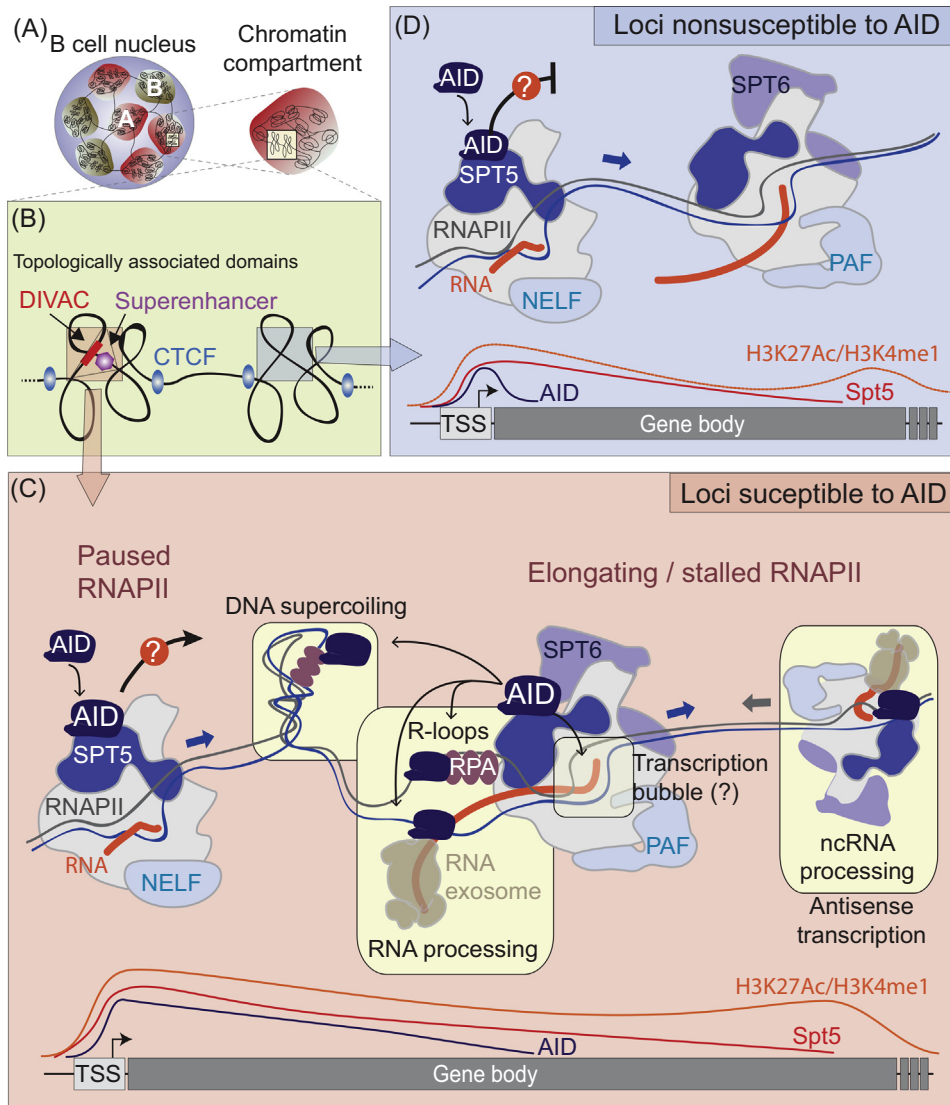 (A)
B cell nucleus
Chromatin
compartment
B
A
(B)
Topologically associated domains
DIVAC
Superenhancer
CTCF
(D)
Loci nonsusceptible to AID
AID
?
AID
SPT5
RNAPII
RNA
NELF
SPT6
PAF
H3K27Ac/H3K4me1
Spt5
AID
TSS
Gene body
(C)
Loci suceptible to AID
Paused
RNAPII
Elongating / stalled RNAPII
DNA supercoiling
AID
?
AID
SPT5
RNAPII
RNA
NELF
SPT6
AID
R-loops
RPA
Transcription
bubble (?)
PAF
RNA
exosome
RNA processing
ncRNA
processing
Antisense
transcription
H3K27Ac/H3K4me1
Spt5
AID
TSS
Gene body